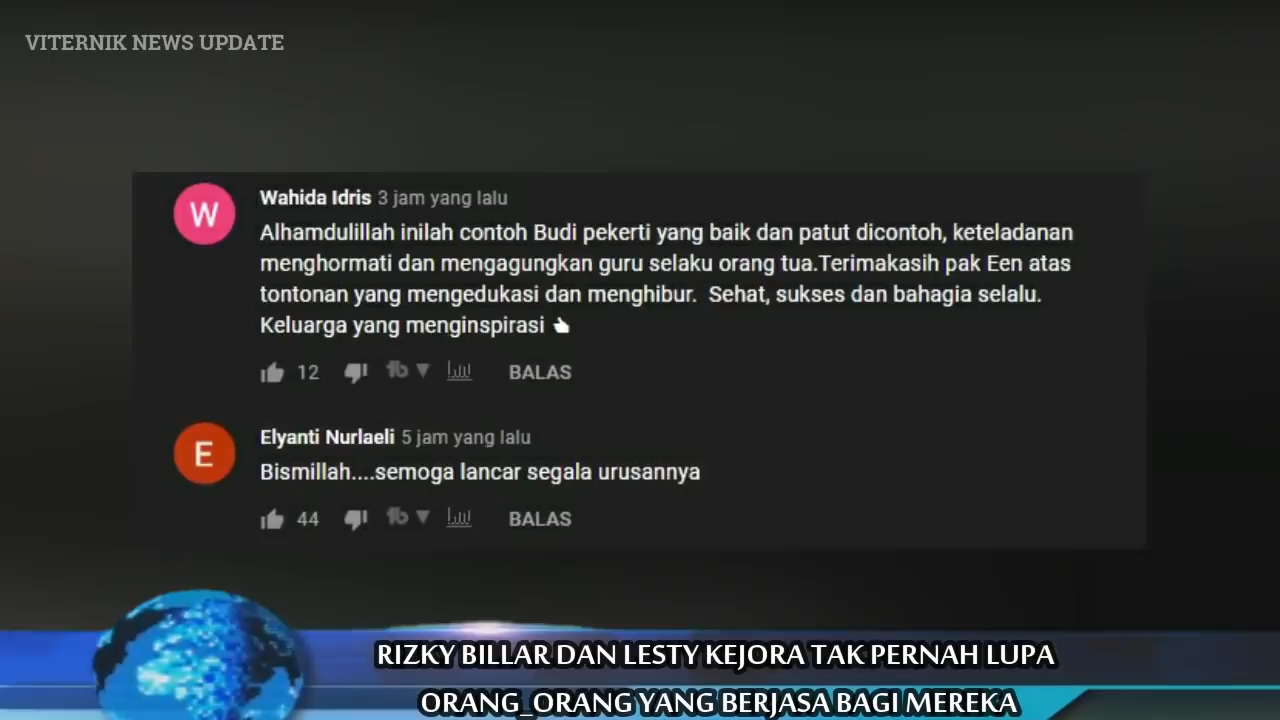 VITERNIK NEWS UPDATE
W
Wahida Idris 3 jam yang lalu
Alhamdulillah inilah contoh Budi pekerti yang baik dan patut dicontoh, keteladanan
menghormati dan mengagungkan guru selaku orang tua.Terimakasih pak Een atas
tontonan yang mengedukasi dan menghibur. Sehat, sukses dan bahagia selalu.
Keluarga yang menginspirasi
12 BALAS
E
Elyanti Nurlaeli 5 jam yang lalu
Bismillah....semoga lancar segala urusannya
44 BALAS
RIZKY BILLAR DAN LESTY KEJORA TAK PERNAH LUPA
ORANG_ORANG YANG BERJASA BAGI MEREKA